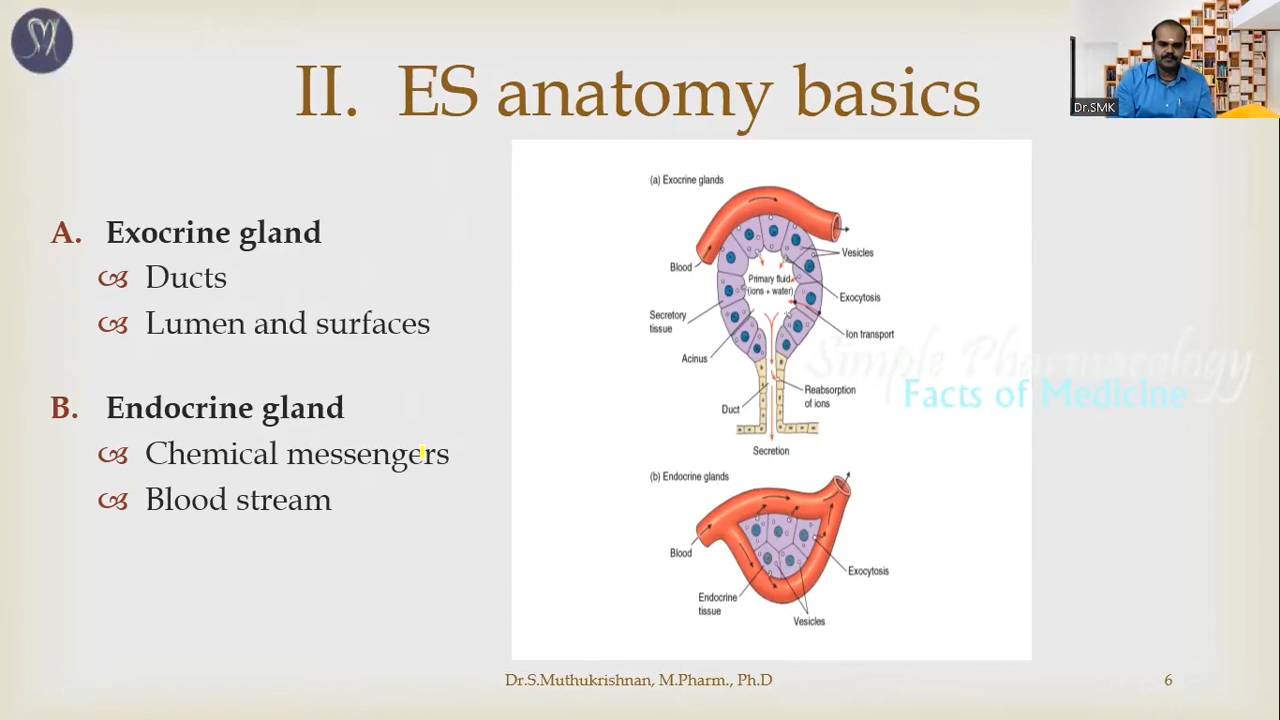 SM
Dr.SMK
II. ES anatomy basics
A. Exocrine gland
Ducts
Lumen and surfaces
B. Endocrine gland
Chemical messengers
Blood stream
(a) Exocrine glands
Blood
Vesicles
Primary fluid
(ions + water)
Exocytosis
Secretory
tissue
Ion transport
Acinus
Reabsorption
of ions
Duct
Secretion
(b) Endocrine glands
Blood
Exocytosis
Endocrine
tissue
Vesicles
Simple Pharmacology
Facts of Medicine
Dr.S.Muthukrishnan, M.Pharm., Ph.D
6